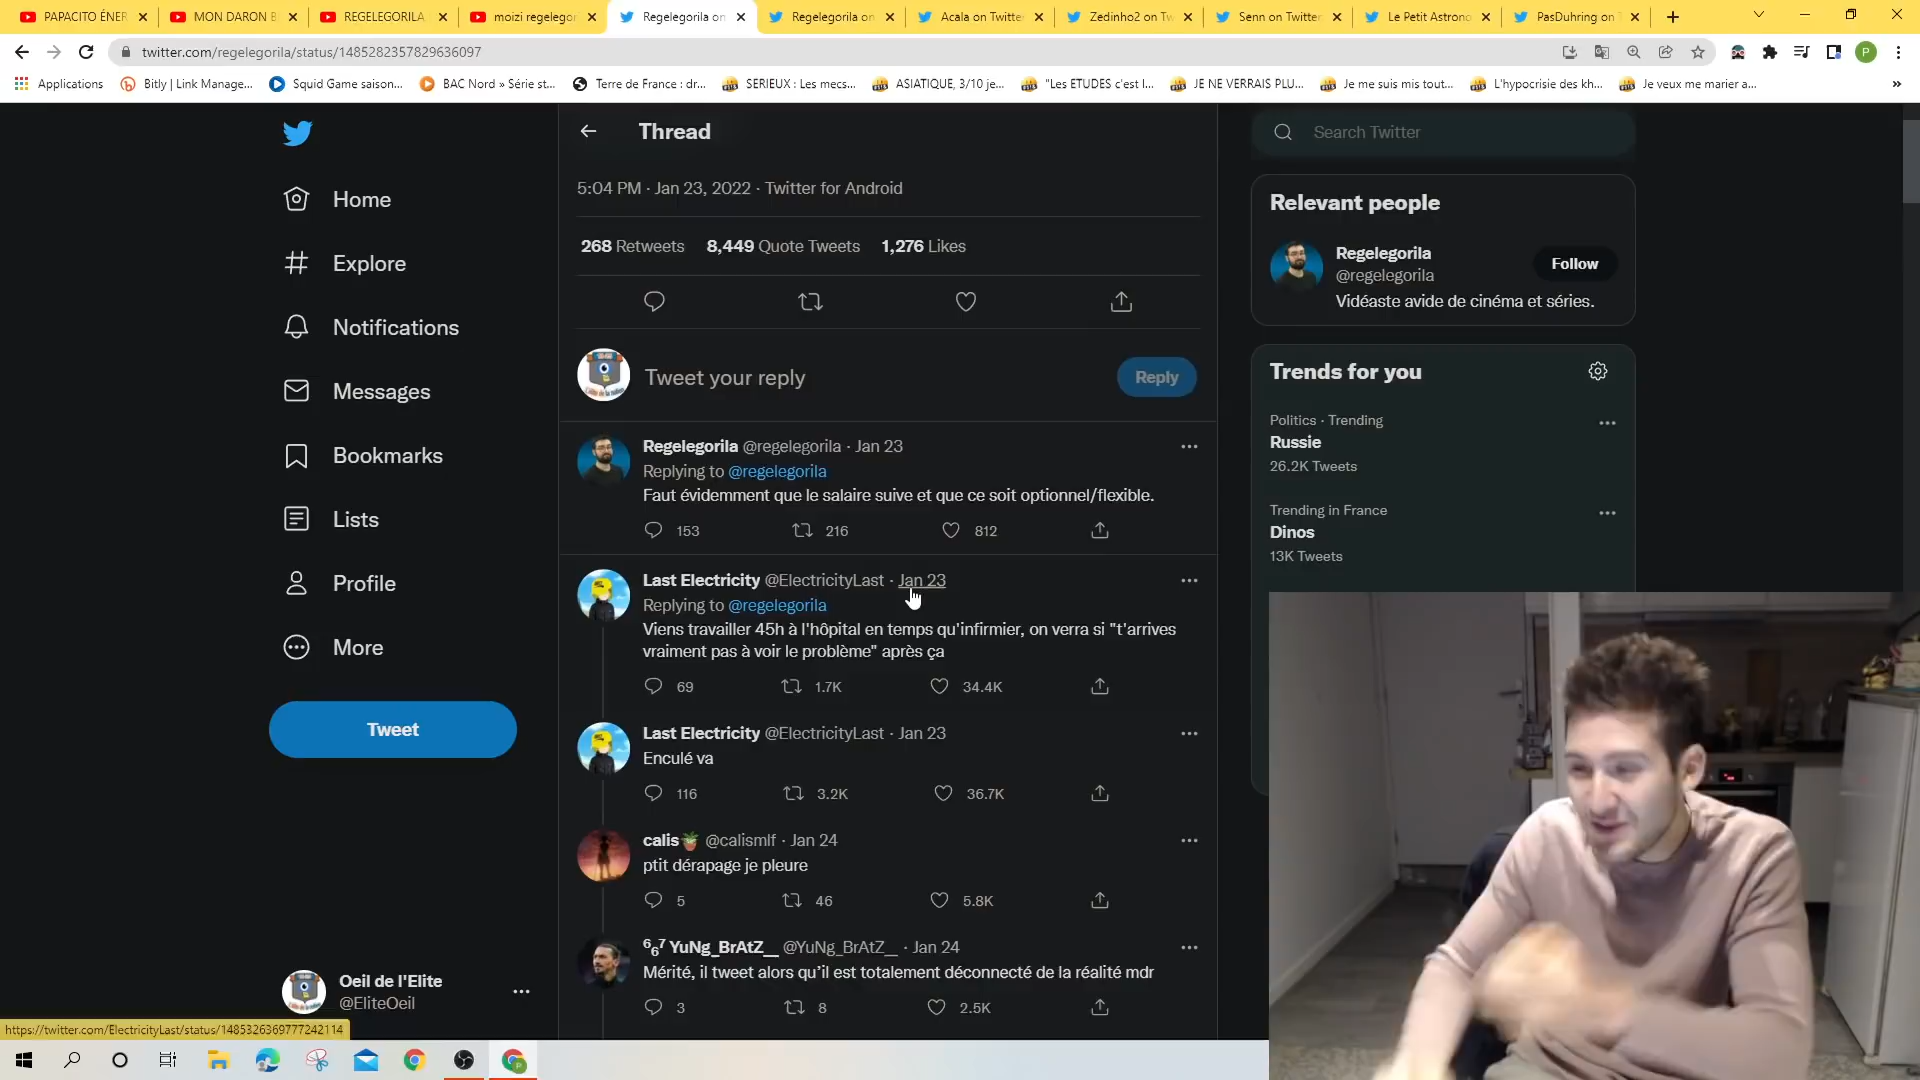 PAPACITO ÉNER
MON DARON B
REGELEGORILA
moizi regelegor
Regelegorila on
Regelegorila on
Acala on Twitte
Zedinho2 on Tw
Senn on Twitter
Le Petit Astrono
PasDuhring on T
twitter.com/regelegorila/status/1485282357829636097
P
Applications
Bitly | Link Manage...
Squid Game saison...
BAC Nord » Série st...
Terre de France : dr...
SERIEUX : Les mecs...
ASIATIQUE, 3/10 je...
"Les ETUDES c'est l...
JE NE VERRAIS PLU...
Je me suis mis tout...
L'hypocrisie des kh...
Je veux me marier a...
»
Home
Explore
Notifications
Messages
Bookmarks
Lists
Profile
More
Tweet
Oeil de l'Elite
@EliteOeil
https://twitter.com/ElectricityLast/status/1485326369777242114
Thread
5:04 PM · Jan 23, 2022 · Twitter for Android
268 Retweets 8,449 Quote Tweets 1,276 Likes
Tweet your reply
Reply
Regelegorila @regelegorila · Jan 23
Replying to @regelegorila
Faut évidemment que le salaire suive et que ce soit optionnel/flexible.
153 216 812
Last Electricity @ElectricityLast · Jan 23
Replying to @regelegorila
Viens travailler 45h à l'hôpital en temps qu'infirmier, on verra si "t'arrives
vraiment pas à voir le problème" après ça
69 1.7K 34.4K
Last Electricity @ElectricityLast · Jan 23
Enculé va
116 3.2K 36.7K
calis @calismlf · Jan 24
ptit dérapage je pleure
5 46 5.8K
⁶₆⁷ YuNg_BrAtZ__ @YuNg_BrAtZ__ · Jan 24
Mérité, il tweet alors qu'il est totalement déconnecté de la réalité mdr
3 8 2.5K
Search Twitter
Relevant people
Regelegorila
@regelegorila
Follow
Vidéaste avide de cinéma et séries.
Trends for you
Politics · Trending
Russie
26.2K Tweets
Trending in France
Dinos
13K Tweets